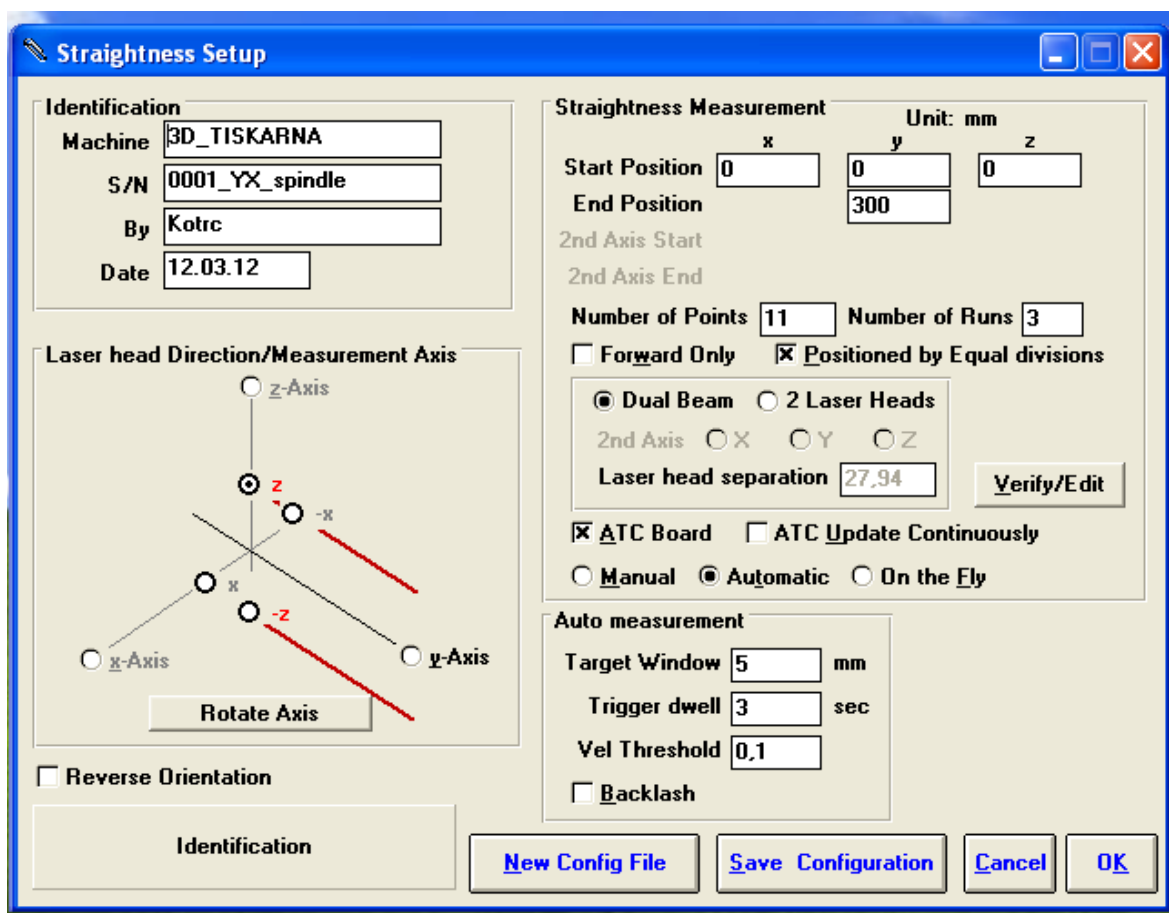 Straightness Setup
Identification
Machine 3D_TISKARNA
S/N 0001_YX_spindle
By Kotrc
Date 12.03.12
Laser head Direction/Measurement Axis
z-Axis
z
-x
x
-z
x-Axis
y-Axis
Rotate Axis
Reverse Orientation
Identification
Straightness Measurement
Unit: mm
x y z
Start Position 0 0 0
End Position 300
2nd Axis Start
2nd Axis End
Number of Points 11 Number of Runs 3
Forward Only Positioned by Equal divisions
Dual Beam 2 Laser Heads
2nd Axis X Y Z
Laser head separation 27,94
Verify/Edit
ATC Board ATC Update Continuously
Manual Automatic On the Fly
Auto measurement
Target Window 5 mm
Trigger dwell 3 sec
Vel Threshold 0,1
Backlash
New Config File Save Configuration Cancel OK